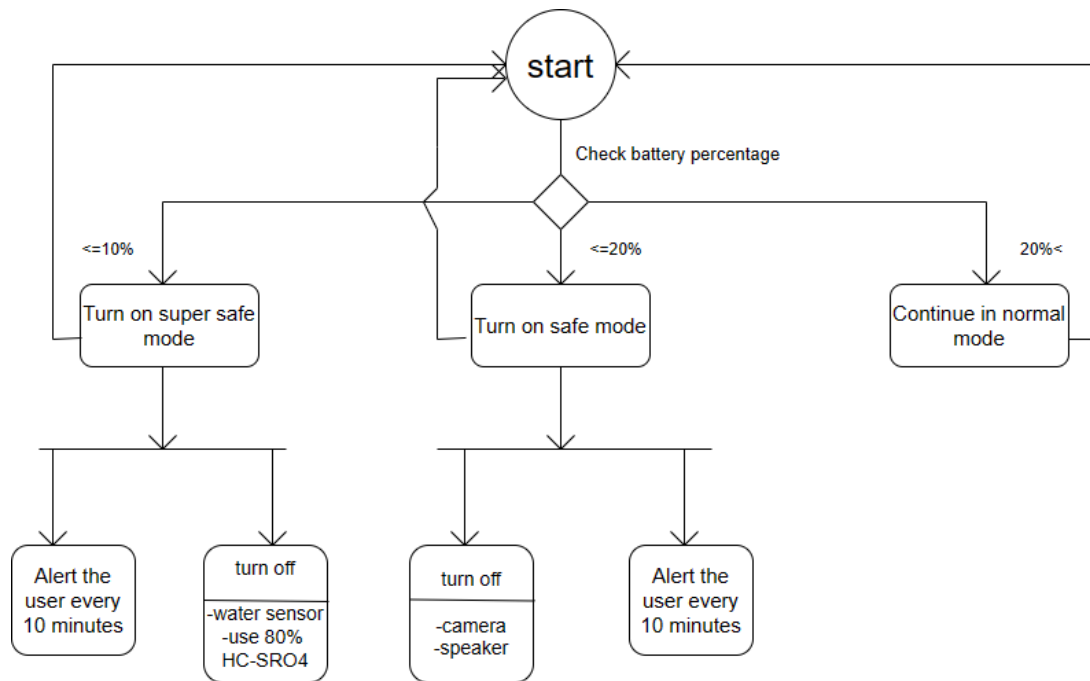 start
Check battery percentage
<=10%
<=20%
20%<
Turn on super safe
mode
Turn on safe mode
Continue in normal
mode
Alert the
user every
10 minutes
turn off
-water sensor
-use 80%
HC-SRO4
turn off
-camera
-speaker
Alert the
user every
10 minutes